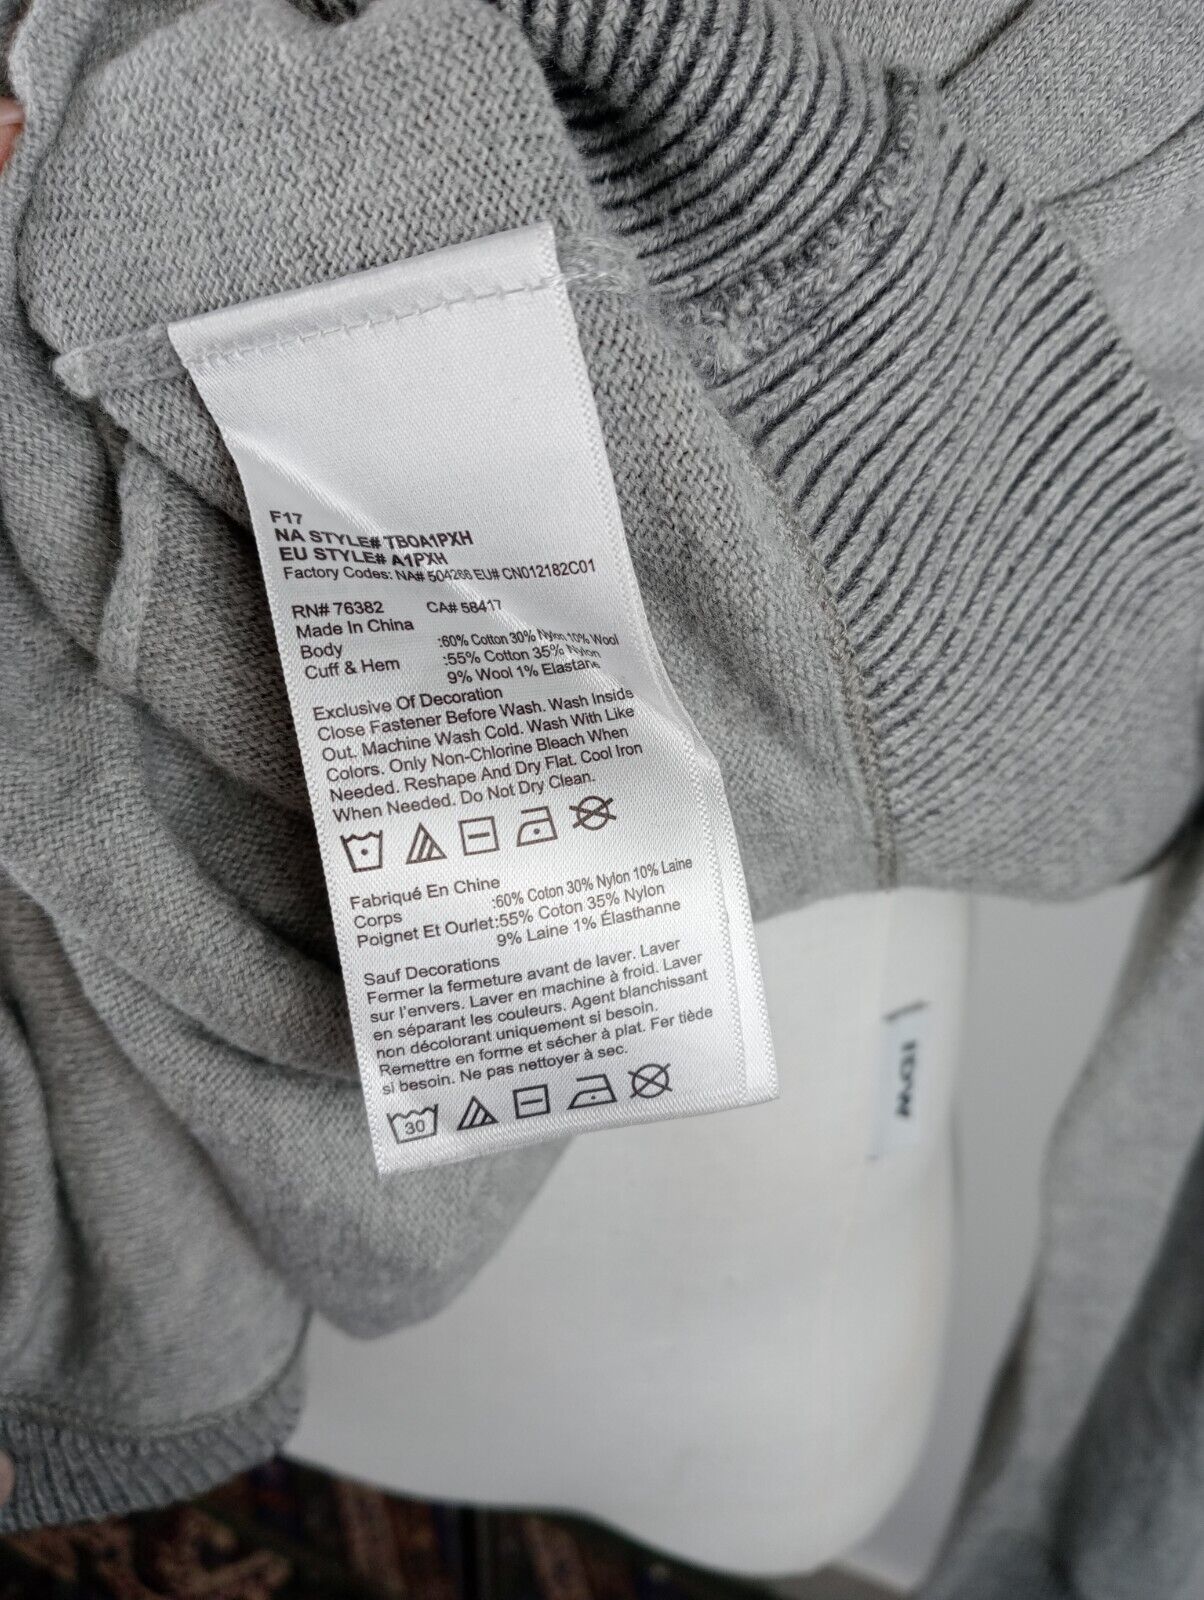 F17
NA STYLE# TBOA1PXH
EU STYLE# A1PXH
Factory Codes: NA# 504266 EU# CN012182C01
RN# 76382 CA# 58417
Made In China
Body :60% Cotton 30% Nylon 10% Wool
Cuff & Hem :55% Cotton 35% Nylon
9% Wool 1% Elastane
Exclusive Of Decoration
Close Fastener Before Wash. Wash Inside
Out. Machine Wash Cold. Wash With Like
Colors. Only Non-Chlorine Bleach When
Needed. Reshape And Dry Flat. Cool Iron
When Needed. Do Not Dry Clean.
Fabriqué En Chine
Corps :60% Coton 30% Nylon 10% Laine
Poignet Et Ourlet:55% Coton 35% Nylon
9% Laine 1% Élasthanne
Sauf Decorations
Fermer la fermeture avant de laver. Laver
sur l'envers. Laver en machine à froid. Laver
en séparant les couleurs. Agent blanchissant
non décolorant uniquement si besoin.
Remettre en forme et sécher à plat. Fer tiède
si besoin. Ne pas nettoyer à sec.
30